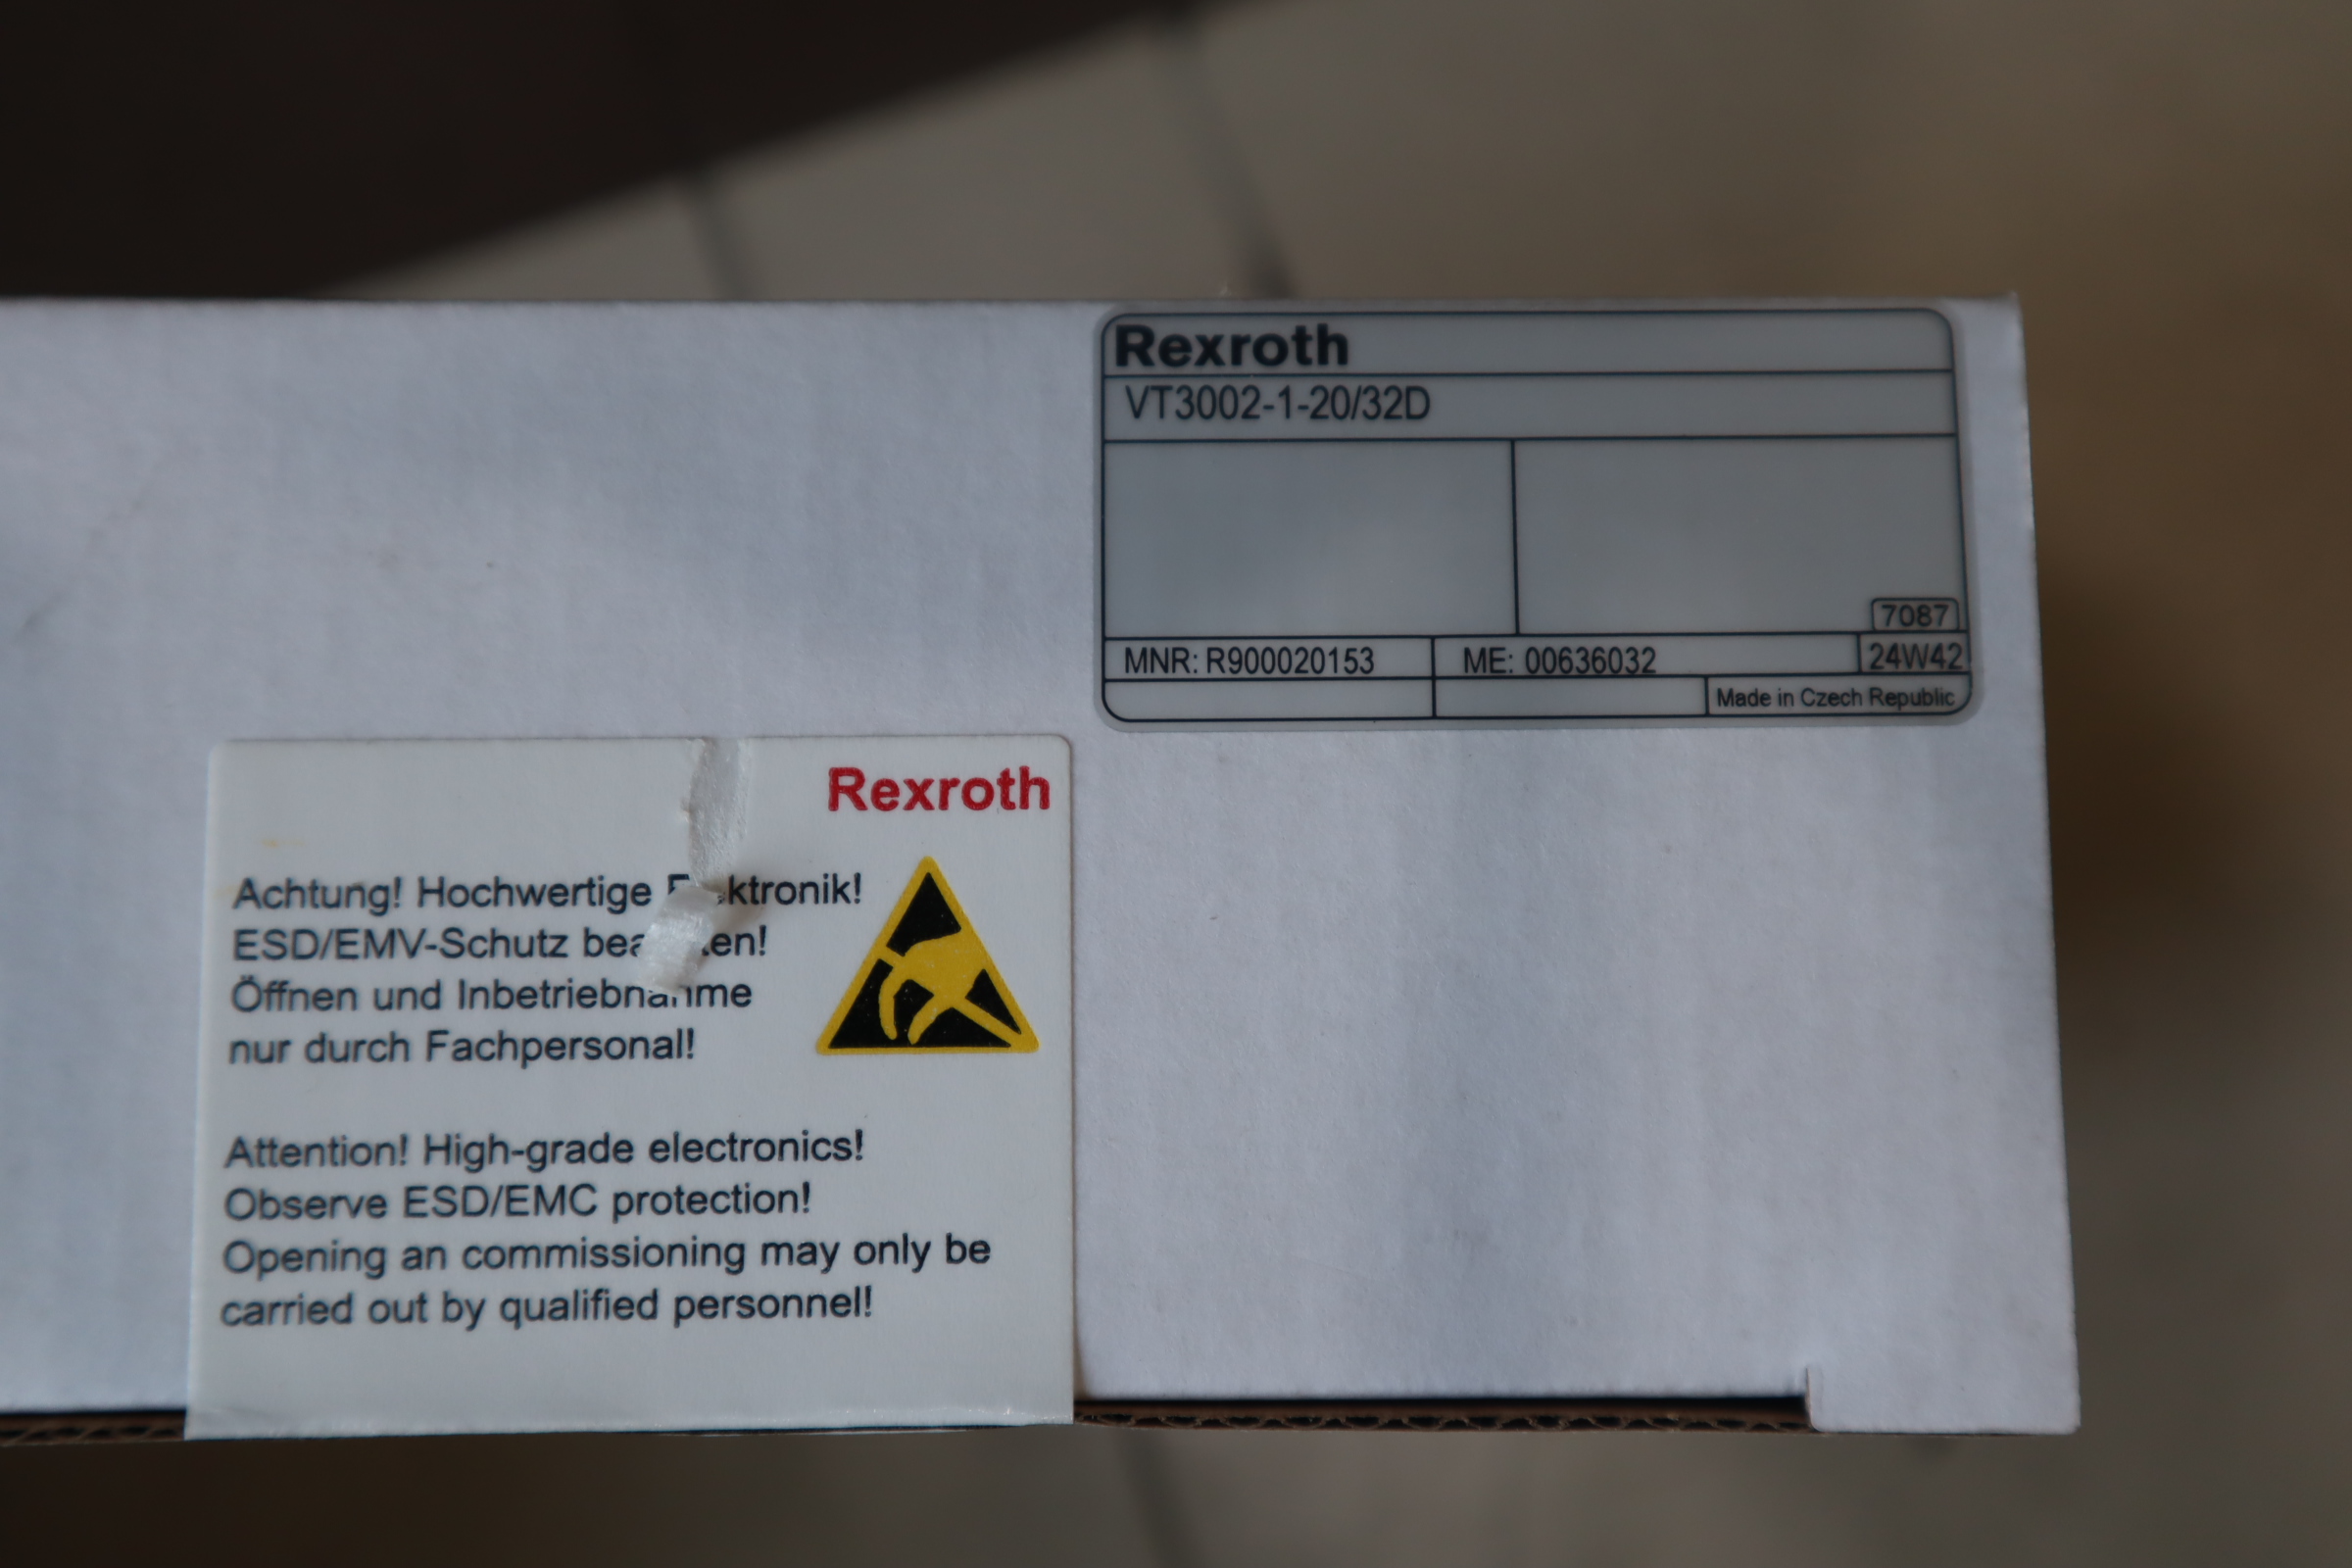 Rexroth
VT3002-1-20/32D
7087
MNR: R900020153 ME: 00636032 24W42
Made in Czech Republic
Rexroth
Achtung! Hochwertige
ESD/EMV-Schutz
Öffnen und Inbetriebnahme
nur durch Fachpersonal!
Attention! High-grade electronics!
Observe ESD/EMC protection!
Opening an commissioning may only be
carried out by qualified personnel!